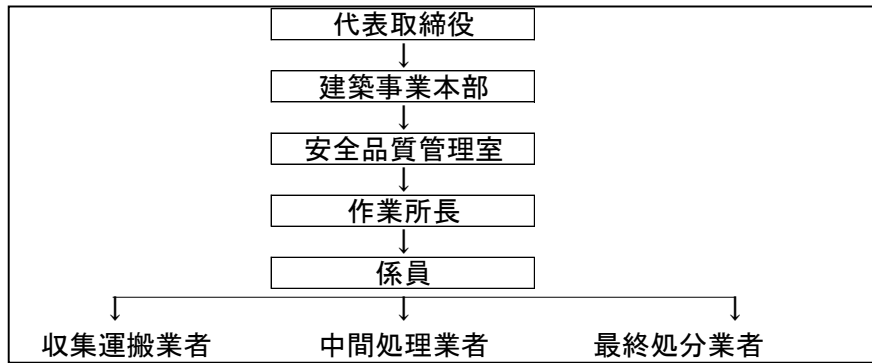 代表取締役
↓
建築事業本部
↓
安全品質管理室
↓
作業所長
↓
係員
↓ ↓ ↓
収集運搬業者 中間処理業者 最終処分業者